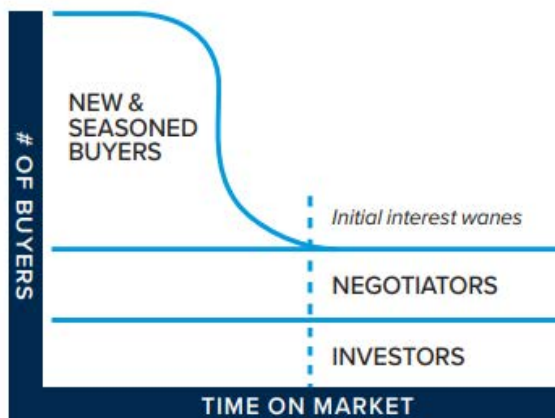 # OF BUYERS
NEW &
SEASONED
BUYERS
Initial interest wanes
NEGOTIATORS
INVESTORS
TIME ON MARKET